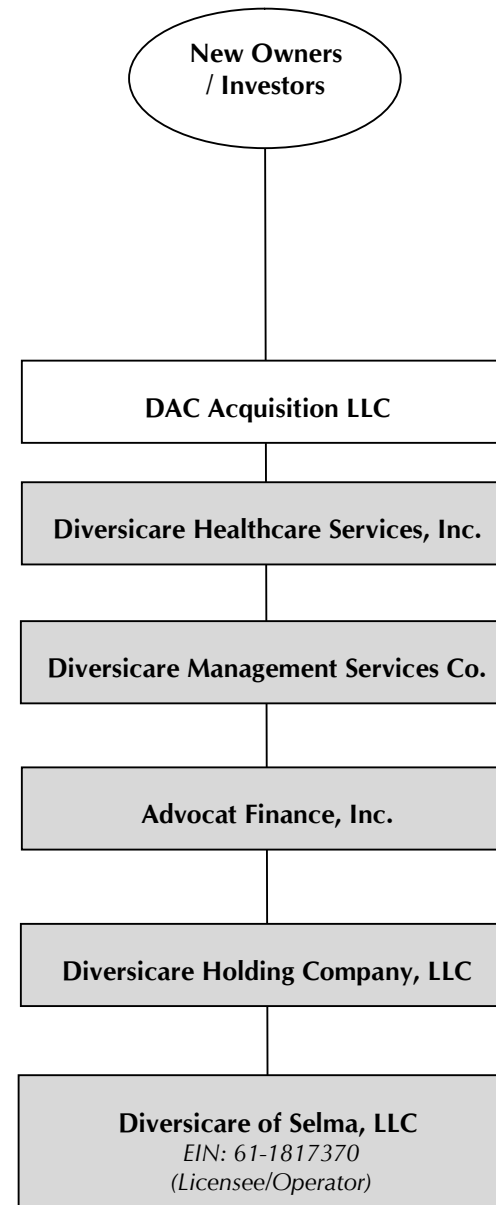 New Owners
/ Investors
DAC Acquisition LLC
Diversicare Healthcare Services, Inc.
Diversicare Management Services Co.
Advocat Finance, Inc.
Diversicare Holding Company, LLC
Diversicare of Selma, LLC
EIN: 61-1817370
(Licensee/Operator)